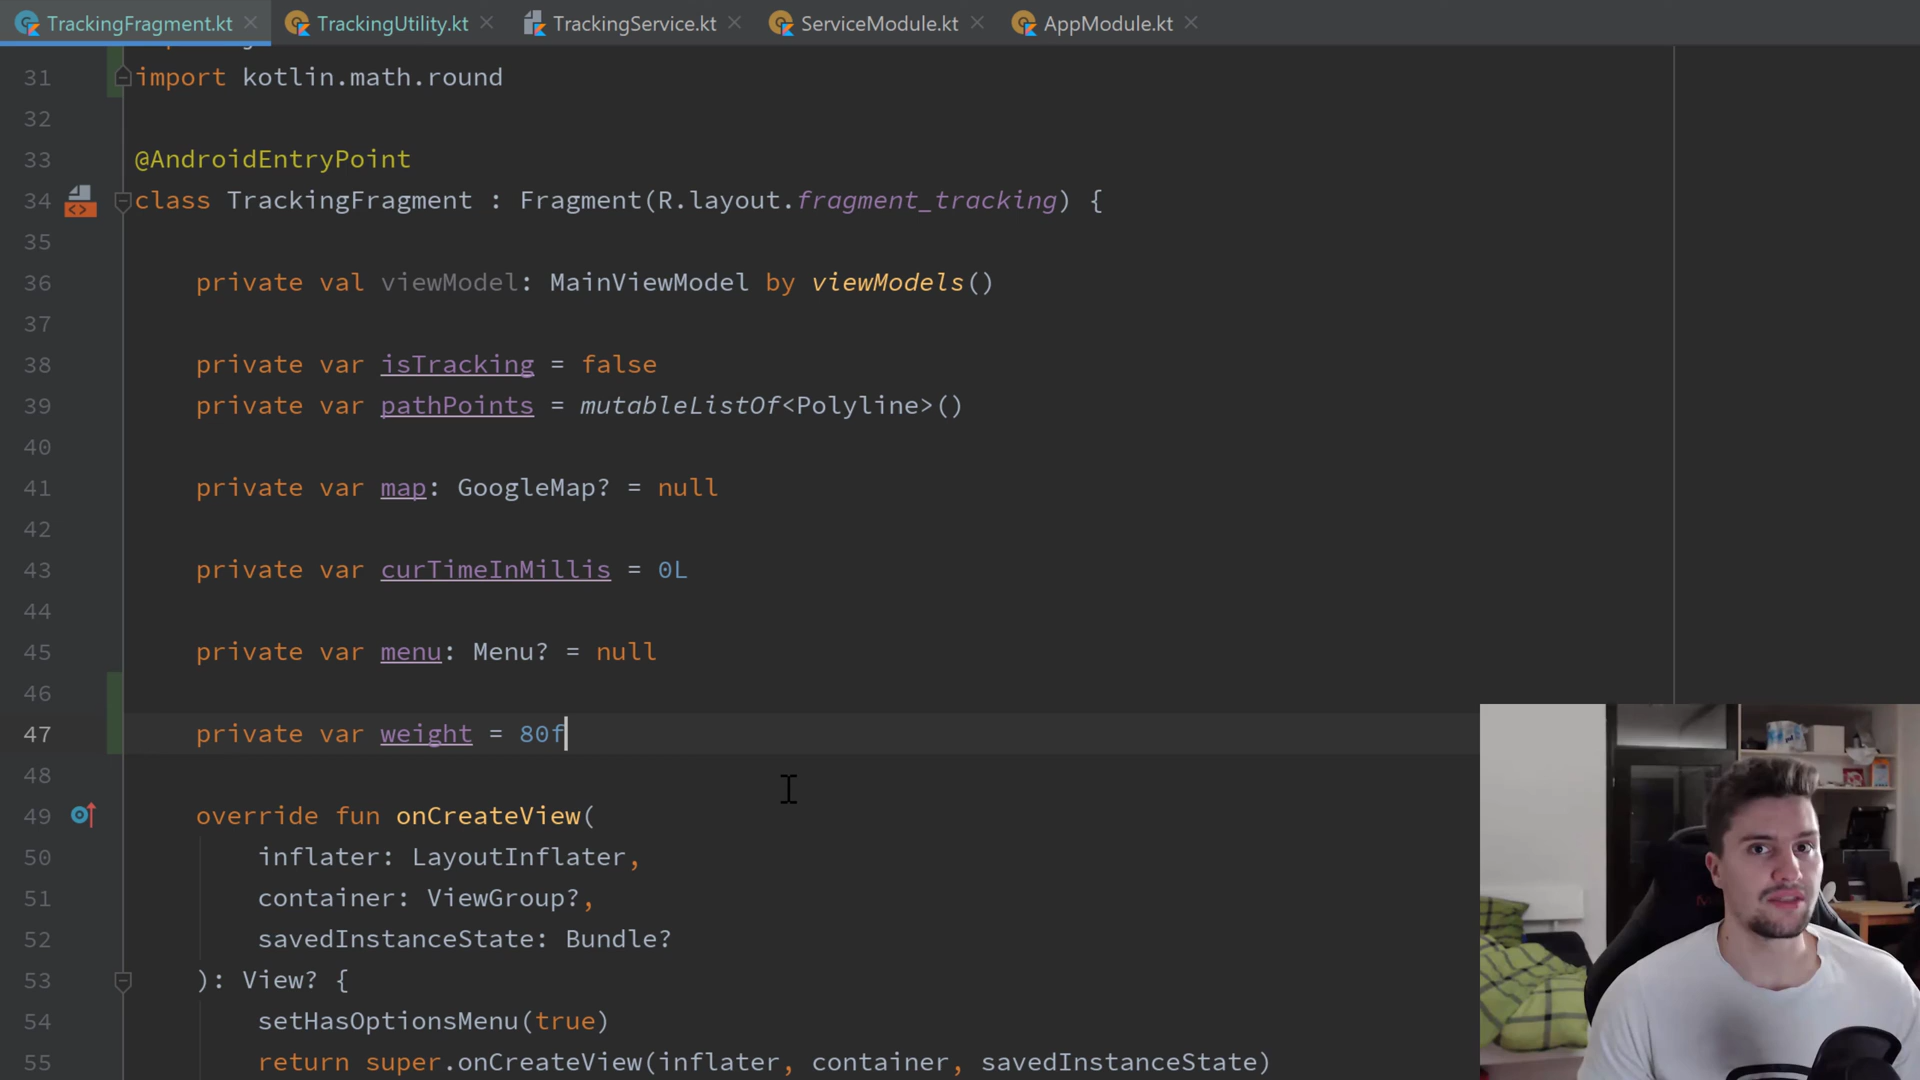 TrackingFragment.kt TrackingUtility.kt TrackingService.kt ServiceModule.kt AppModule.kt
31 import kotlin.math.round
32
33 @AndroidEntryPoint
34 class TrackingFragment : Fragment(R.layout.fragment_tracking) {
35
36 private val viewModel: MainViewModel by viewModels()
37
38 private var isTracking = false
39 private var pathPoints = mutableListOf<Polyline>()
40
41 private var map: GoogleMap? = null
42
43 private var curTimeInMillis = 0L
44
45 private var menu: Menu? = null
46
47 private var weight = 80f
48
49 override fun onCreateView(
50 inflater: LayoutInflater,
51 container: ViewGroup?,
52 savedInstanceState: Bundle?
53 ): View? {
54 setHasOptionsMenu(true)
55 return super.onCreateView(inflater, container, savedInstanceState)